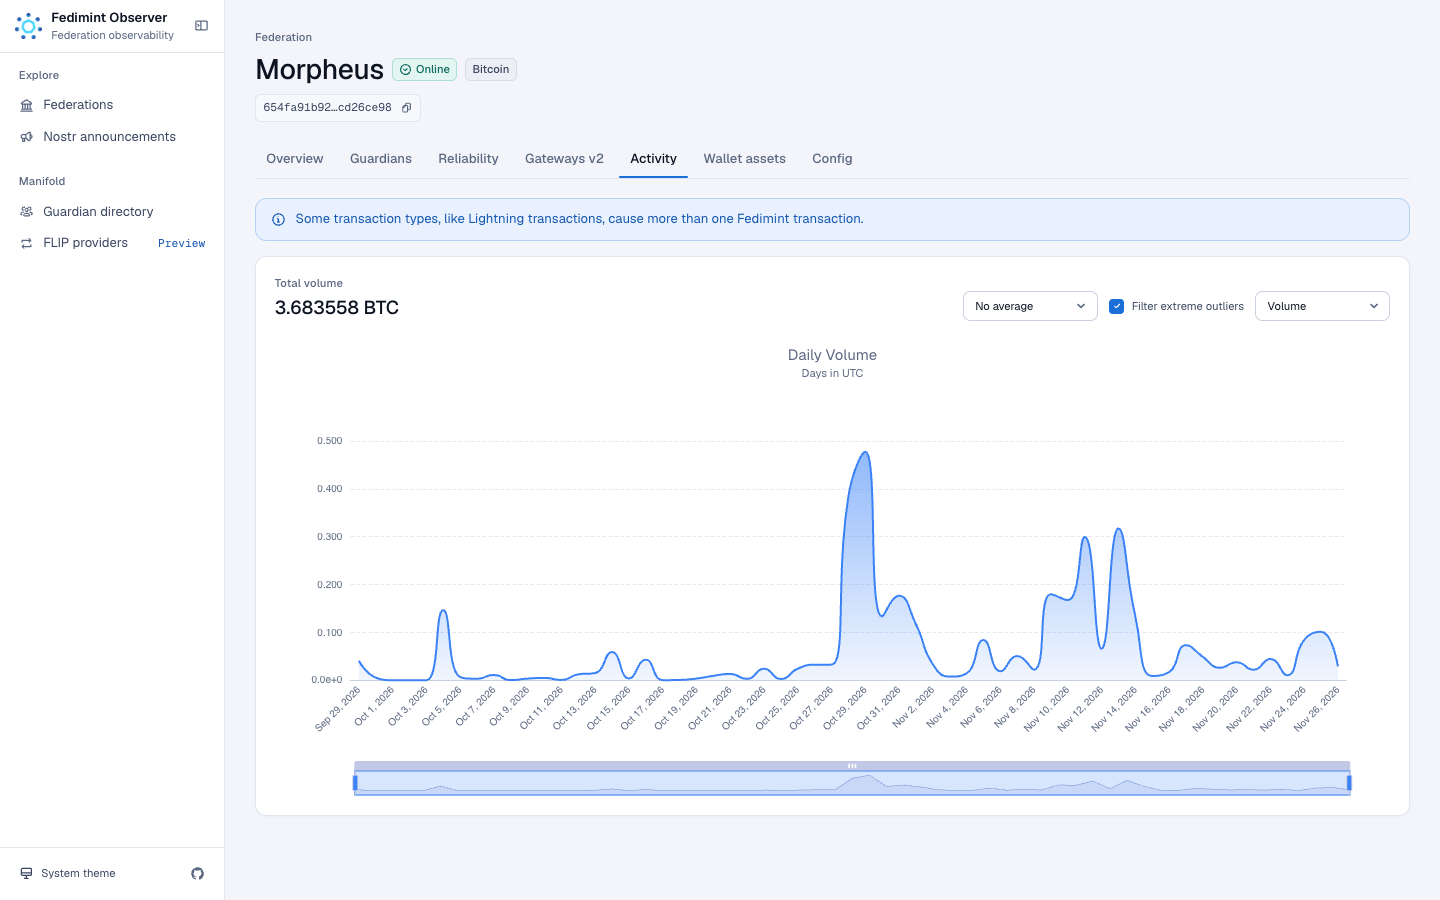 Fedimint Observer
Federation observability
Explore
Federations
Nostr announcements
Manifold
Guardian directory
FLIP providers Preview
System theme
Federation
Morpheus Online Bitcoin
654fa91b92…cd26ce98
Overview Guardians Reliability Gateways v2 Activity Wallet assets Config
Some transaction types, like Lightning transactions, cause more than one Fedimint transaction.
Total volume
3.683558 BTC
No average Filter extreme outliers Volume
Daily Volume
Days in UTC
0.500
0.400
0.300
0.200
0.100
0.0e+0
Sep 29, 2026 Oct 1, 2026 Oct 3, 2026 Oct 5, 2026 Oct 7, 2026 Oct 9, 2026 Oct 11, 2026 Oct 13, 2026 Oct 15, 2026 Oct 17, 2026 Oct 19, 2026 Oct 21, 2026 Oct 23, 2026 Oct 25, 2026 Oct 27, 2026 Oct 29, 2026 Oct 31, 2026 Nov 2, 2026 Nov 4, 2026 Nov 6, 2026 Nov 8, 2026 Nov 10, 2026 Nov 12, 2026 Nov 14, 2026 Nov 16, 2026 Nov 18, 2026 Nov 20, 2026 Nov 22, 2026 Nov 24, 2026 Nov 26, 2026